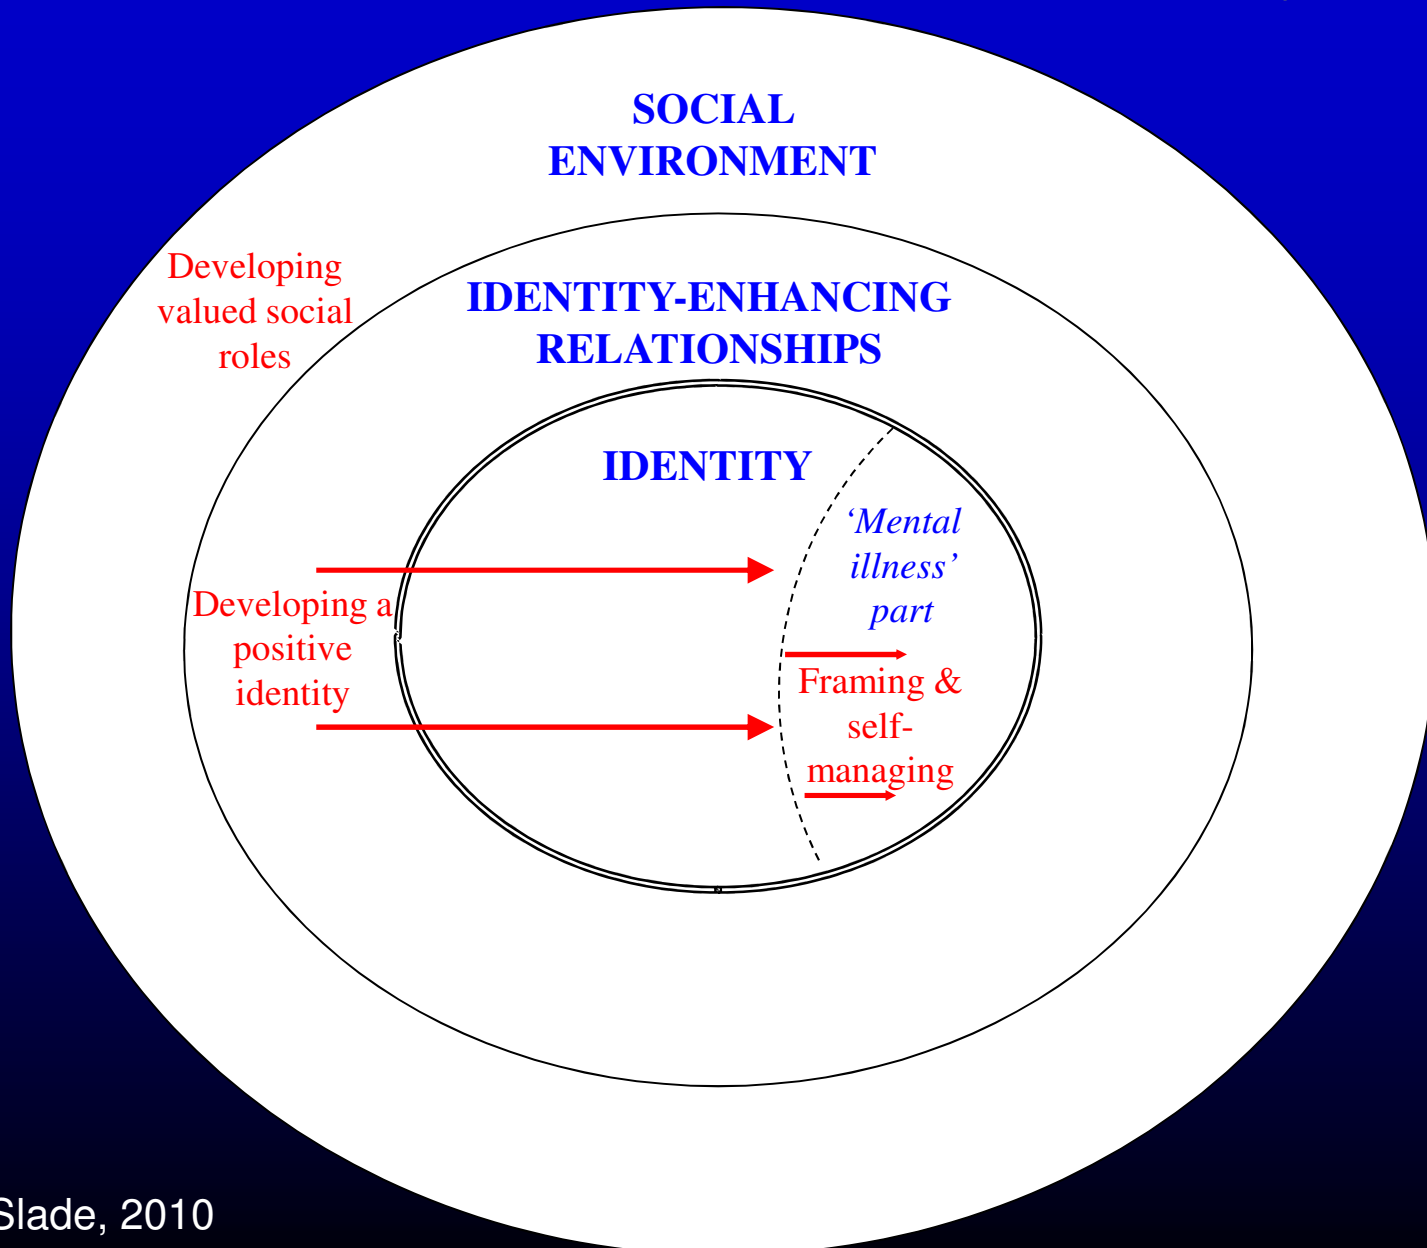 SOCIAL
ENVIRONMENT
Developing
valued social
roles
IDENTITY-ENHANCING
RELATIONSHIPS
IDENTITY
‘Mental
illness’
part
Developing a
positive
identity
Framing &
self-
managing
Slade, 2010